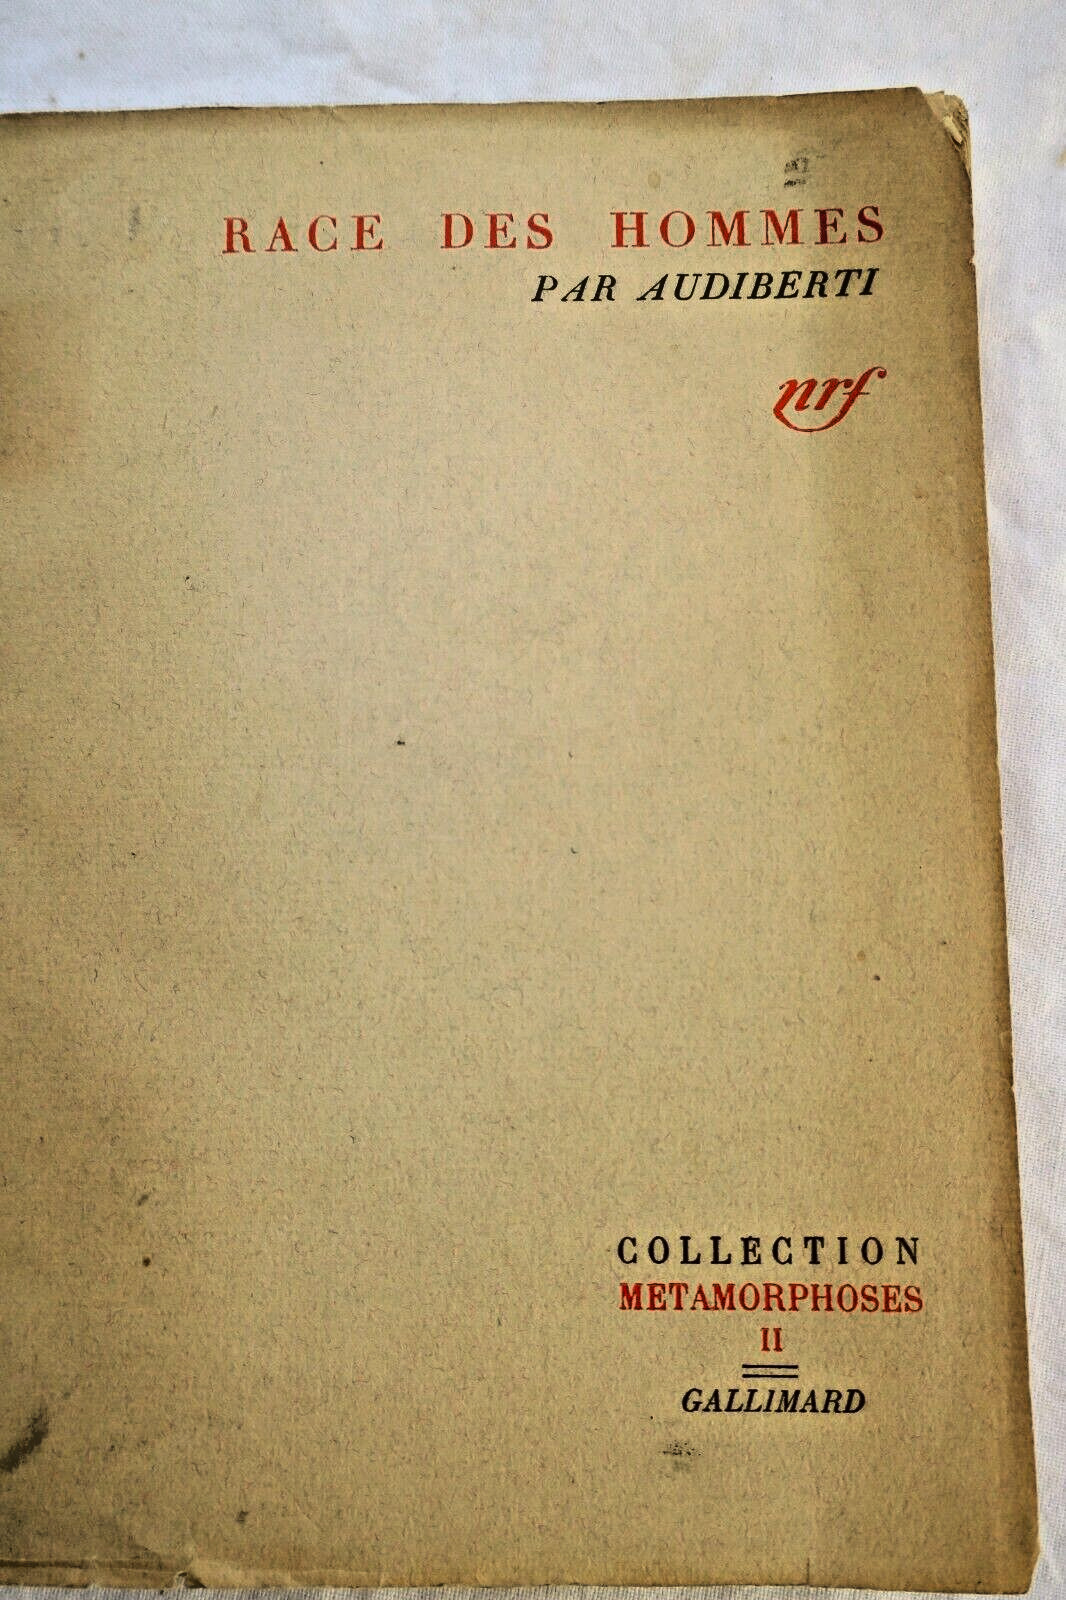 RACE DES HOMMES
PAR AUDIBERTI
nrf
COLLECTION
METAMORPHOSES
II
GALLIMARD